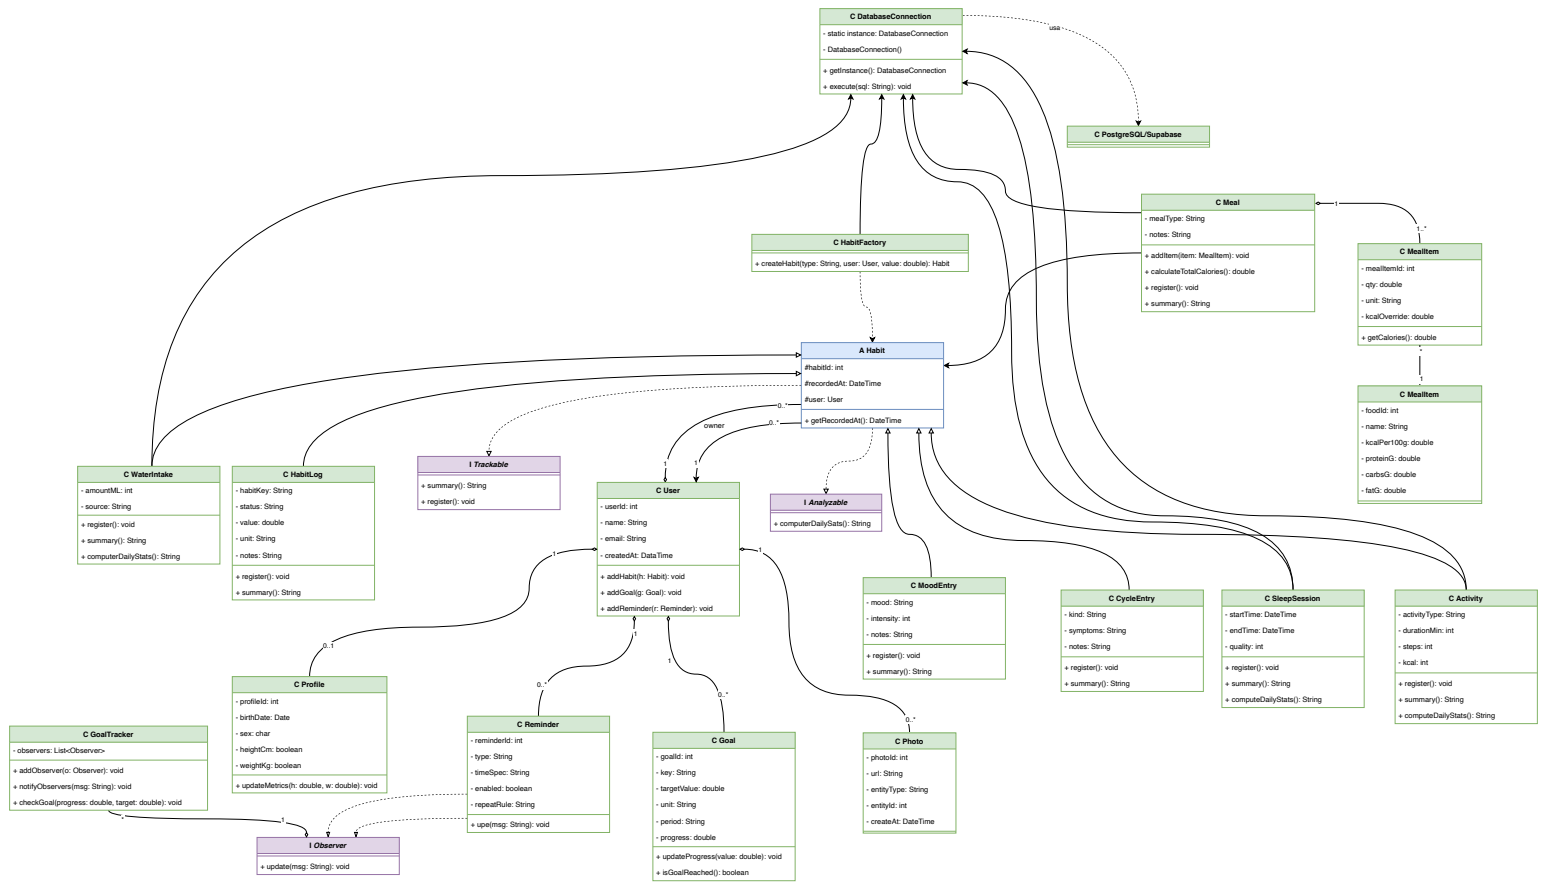 C DatabaseConnection
- static instance: DatabaseConnection
- DatabaseConnection()
+ getInstance(): DatabaseConnection
+ execute(sql: String): void
usa
C PostgreSQL/Supabase
C Meal
- mealType: String
- notes: String
+ addItem(item: MealItem): void
+ calculateTotalCalories(): double
+ register(): void
+ summary(): String
1
1..*
C MealItem
- mealItemId: int
- qty: double
- unit: String
- kcalOverride: double
+ getCalories(): double
*
1
C MealItem
- foodId: int
- name: String
- kcalPer100g: double
- proteinG: double
- carbsG: double
- fatG: double
C HabitFactory
+ createHabit(type: String, user: User, value: double): Habit
A Habit
#habitId: int
#recordedAt: DateTime
#user: User
+ getRecordedAt(): DateTime
0..*
owner
0..*
1
1
C WaterIntake
- amountML: int
- source: String
+ register(): void
+ summary(): String
+ computerDailyStats(): String
C HabitLog
- habitKey: String
- status: String
- value: double
- unit: String
- notes: String
+ register(): void
+ summary(): String
I Trackable
+ summary(): String
+ register(): void
C User
- userId: int
- name: String
- email: String
- createdAt: DataTime
+ addHabit(h: Habit): void
+ addGoal(g: Goal): void
+ addReminder(r: Reminder): void
I Analyzable
+ computerDailySats(): String
C MoodEntry
- mood: String
- intensity: int
- notes: String
+ register(): void
+ summary(): String
C CycleEntry
- kind: String
- symptoms: String
- notes: String
+ register(): void
+ summary(): String
C SleepSession
- startTime: DateTime
- endTime: DateTime
- quality: int
+ register(): void
+ summary(): String
+ computeDailyStats(): String
C Activity
- activityType: String
- durationMin: int
- steps: int
- kcal: int
+ register(): void
+ summary(): String
+ computeDailyStats(): String
1
0..1
1
0..*
1
0..*
1
0..*
C Profile
- profileId: int
- birthDate: Date
- sex: char
- heightCm: boolean
- weightKg: boolean
+ updateMetrics(h: double, w: double): void
C GoalTracker
- observers: List<Observer>
+ addObserver(o: Observer): void
+ notifyObservers(msg: String): void
+ checkGoal(progress: double, target: double): void
*
1
I Observer
+ update(msg: String): void
C Reminder
- reminderId: int
- type: String
- timeSpec: String
- enabled: boolean
- repeatRule: String
+ upe(msg: String): void
C Goal
- goalId: int
- key: String
- targetValue: double
- unit: String
- period: String
- progress: double
+ updateProgress(value: double): void
+ isGoalReached(): boolean
C Photo
- photoId: int
- url: String
- entityType: String
- entityId: int
- createAt: DateTime